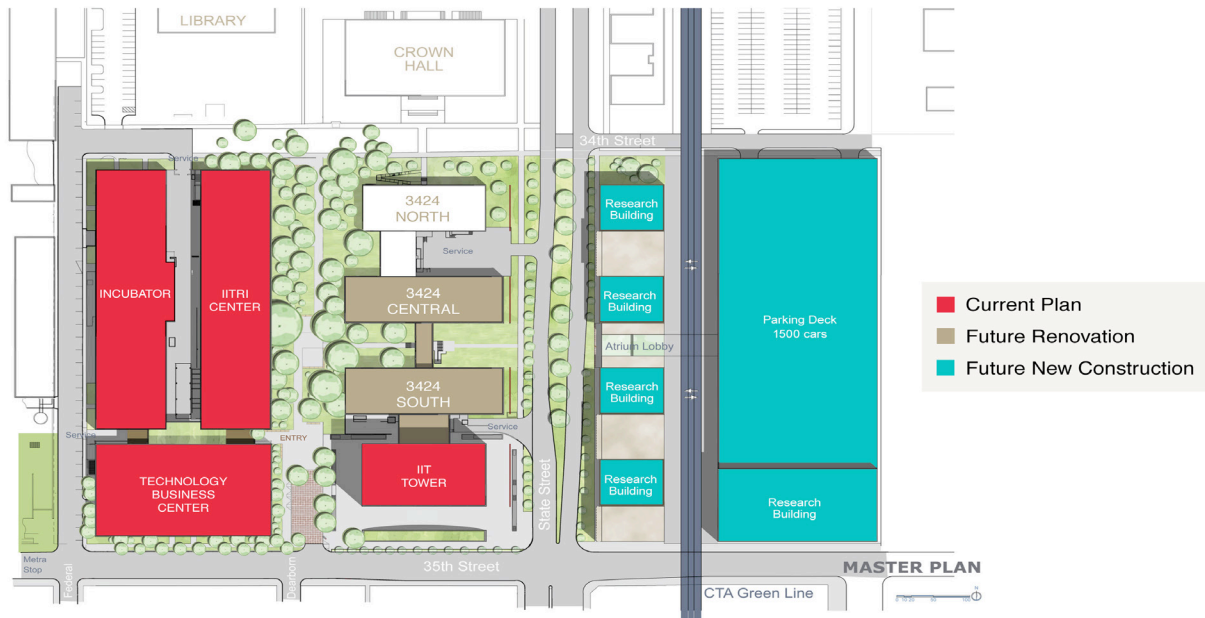 LIBRARY
CROWN
HALL
34th Street
Service
3424
NORTH
Service
Research
Building
INCUBATOR
IITRI
CENTER
3424
CENTRAL
Research
Building
Parking Deck
1500 cars
Atrium Lobby
Current Plan
Future Renovation
Future New Construction
3424
SOUTH
Research
Building
Service
ENTRY
Service
TECHNOLOGY
BUSINESS
CENTER
IIT
TOWER
State Street
Research
Building
Research
Building
Metra
Stop
Federal
Dearborn
35th Street
MASTER PLAN
CTA Green Line
N